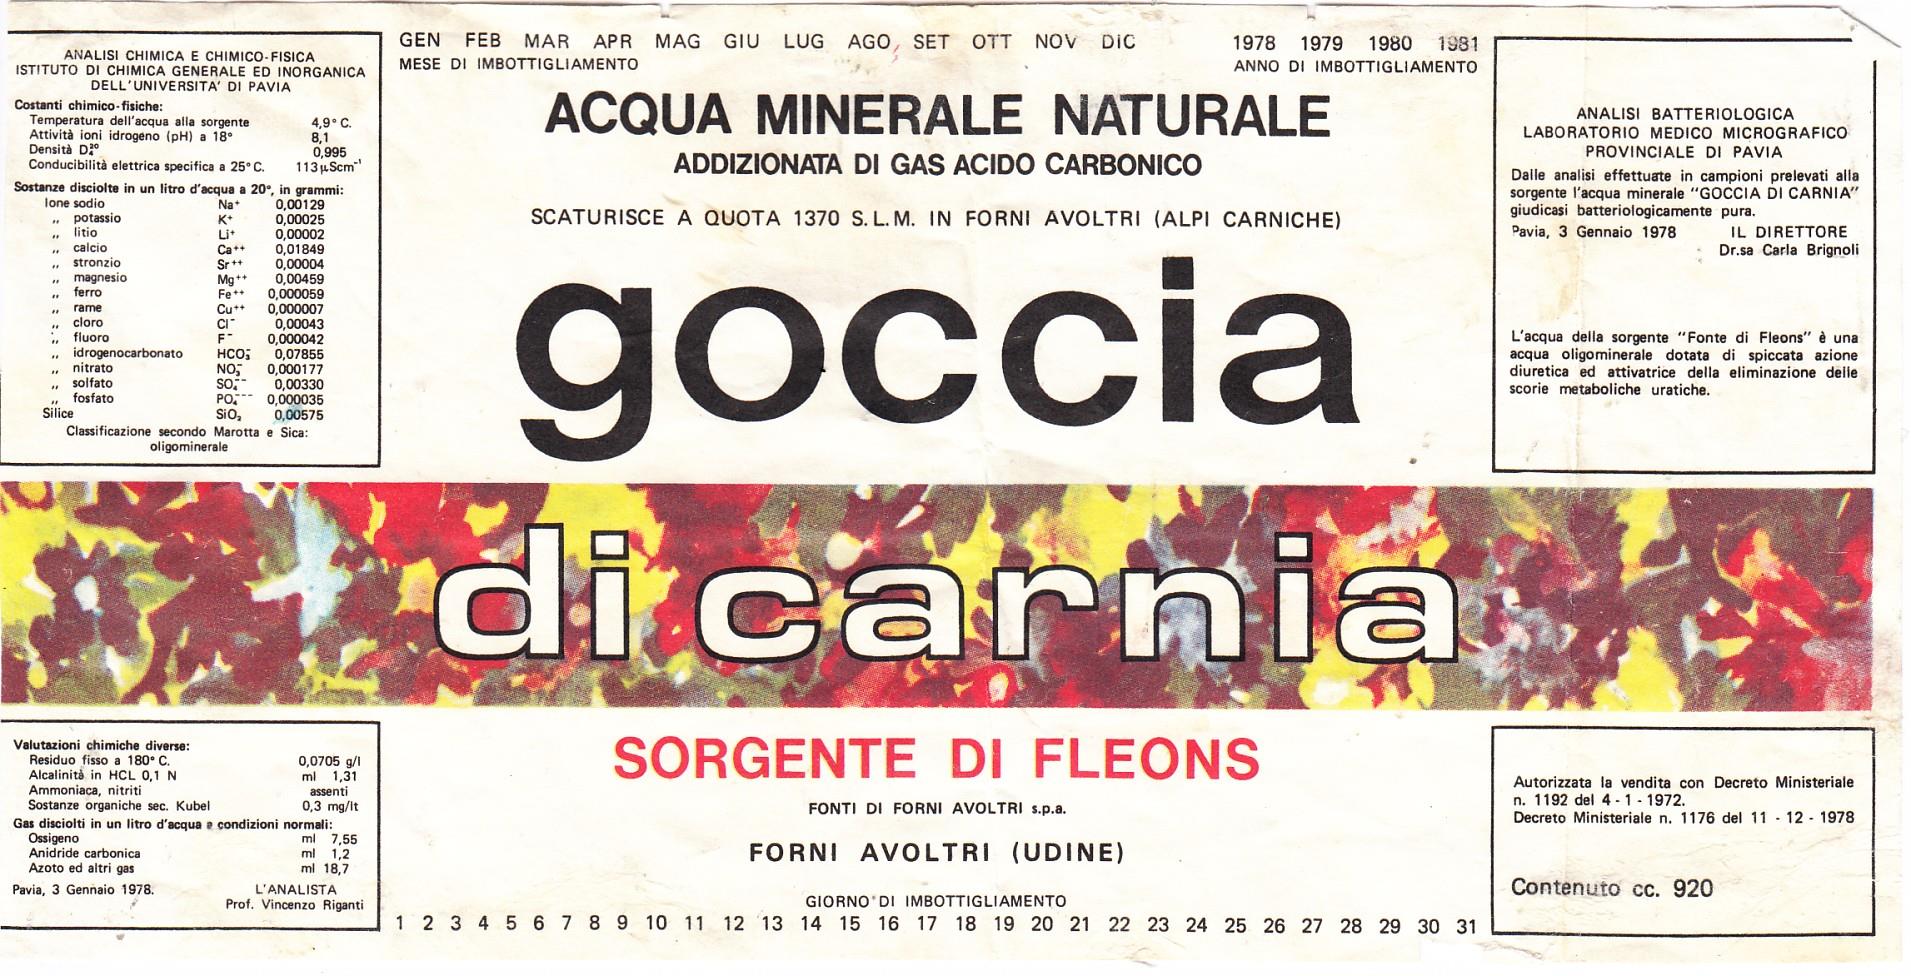 GEN FEB MAR APR MAG GIU LUG AGO SET OTT NOV DIC
MESE DI IMBOTTIGLIAMENTO
1978 1979 1980 1981
ANNO DI IMBOTTIGLIAMENTO
ANALISI CHIMICA E CHIMICO-FISICA
ISTITUTO DI CHIMICA GENERALE ED INORGANICA
DELL'UNIVERSITA' DI PAVIA
Costanti chimico-fisiche:
Temperatura dell'acqua alla sorgente 4,9° C.
Attività ioni idrogeno (pH) a 18° 8,1
Densità D₄²⁰ 0,995
Conducibilità elettrica specifica a 25° C. 113 µScm⁻¹
Sostanze disciolte in un litro d'acqua a 20°, in grammi:
Ione sodio Na⁺ 0,00129
„ potassio K⁺ 0,00025
„ litio Li⁺ 0,00002
„ calcio Ca⁺⁺ 0,01849
„ stronzio Sr⁺⁺ 0,00004
„ magnesio Mg⁺⁺ 0,00459
„ ferro Fe⁺⁺ 0,000059
„ rame Cu⁺⁺ 0,000007
„ cloro Cl⁻ 0,00043
„ fluoro F⁻ 0,000042
„ idrogenocarbonato HCO₃⁻ 0,07855
„ nitrato NO₃⁻ 0,000177
„ solfato SO₄⁻⁻ 0,00330
„ fosfato PO₄⁻⁻⁻ 0,000035
Silice SiO₂ 0,00575
Classificazione secondo Marotta e Sica:
oligominerale
ACQUA MINERALE NATURALE
ADDIZIONATA DI GAS ACIDO CARBONICO
SCATURISCE A QUOTA 1370 S.L.M. IN FORNI AVOLTRI (ALPI CARNICHE)
goccia
di carnia
ANALISI BATTERIOLOGICA
LABORATORIO MEDICO MICROGRAFICO
PROVINCIALE DI PAVIA
Dalle analisi effettuate in campioni prelevati alla
sorgente l'acqua minerale "GOCCIA DI CARNIA"
giudicasi batteriologicamente pura.
Pavia, 3 Gennaio 1978 IL DIRETTORE
Dr.sa Carla Brignoli
L'acqua della sorgente "Fonte di Fleons" è una
acqua oligominerale dotata di spiccata azione
diuretica ed attivatrice della eliminazione delle
scorie metaboliche uratiche.
Valutazioni chimiche diverse:
Residuo fisso a 180° C. 0,0705 g/l
Alcalinità in HCL 0,1 N ml 1,31
Ammoniaca, nitriti assenti
Sostanze organiche sec. Kubel 0,3 mg/lt
Gas disciolti in un litro d'acqua e condizioni normali:
Ossigeno ml 7,55
Anidride carbonica ml 1,2
Azoto ed altri gas ml 18,7
Pavia, 3 Gennaio 1978. L'ANALISTA
Prof. Vincenzo Riganti
SORGENTE DI FLEONS
FONTI DI FORNI AVOLTRI s.p.a.
FORNI AVOLTRI (UDINE)
GIORNO DI IMBOTTIGLIAMENTO
1 2 3 4 5 6 7 8 9 10 11 12 13 14 15 16 17 18 19 20 21 22 23 24 25 26 27 28 29 30 31
Autorizzata la vendita con Decreto Ministeriale
n. 1192 del 4 - 1 - 1972.
Decreto Ministeriale n. 1176 del 11 - 12 - 1978
Contenuto cc. 920